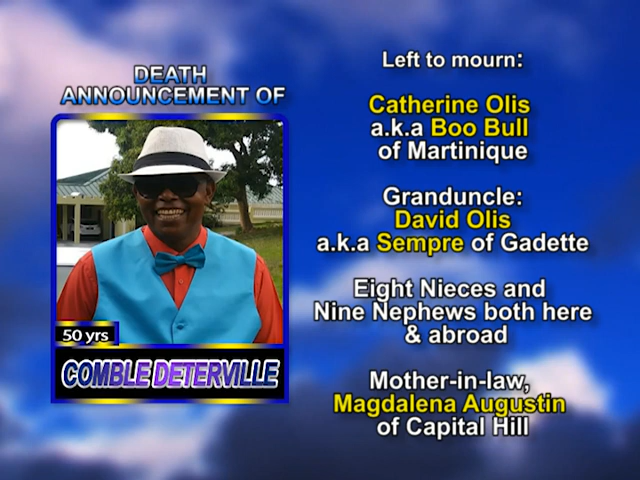 DEATH
ANNOUNCEMENT OF
50 yrs
COMBLE DETERVILLE
Left to mourn:
Catherine Olis
a.k.a Boo Bull
of Martinique
Granduncle:
David Olis
a.k.a Sempre of Gadette
Eight Nieces and
Nine Nephews both here
& abroad
Mother-in-law,
Magdalena Augustin
of Capital Hill